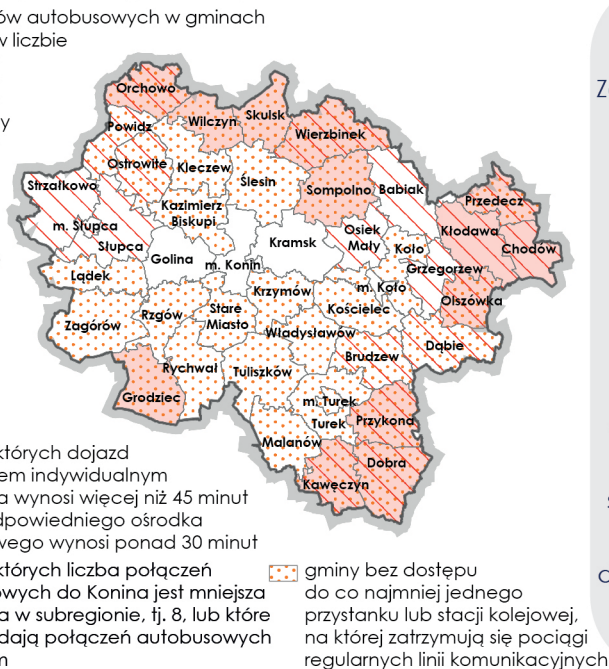 ów autobusowych w gminach
w liczbie
y
Orchowo
Powidz
Wilczyn
Skulsk
Wierzbinek
Ostrowite
Kleczew
Ślesin
Sompolno
Babiak
Strzałkowo
Kazimierz
Biskupi
Przedecz
m. Słupca
Słupca
Golina
m. Konin
Kramsk
Osiek
Mały
Koło
Kłodawa
Chodów
Grzegorzew
Lądek
Krzymów
m. Koło
Olszówka
Zagórów
Rzgów
Stare
Miasto
Kościelec
Władysławów
Dąbie
Rychwał
Tuliszków
Brudzew
Grodziec
m. Turek
Turek
Przykona
Malanów
Dobra
Kawęczyn
których dojazd
em indywidualnym
a wynosi więcej niż 45 minut
dpowiedniego ośrodka
wego wynosi ponad 30 minut
których liczba połączeń
owych do Konina jest mniejsza
a w subregionie, tj. 8, lub które
dają połączeń autobusowych
m
gminy bez dostępu
do co najmniej jednego
przystanku lub stacji kolejowej,
na której zatrzymują się pociągi
regularnych linii komunikacyjnych